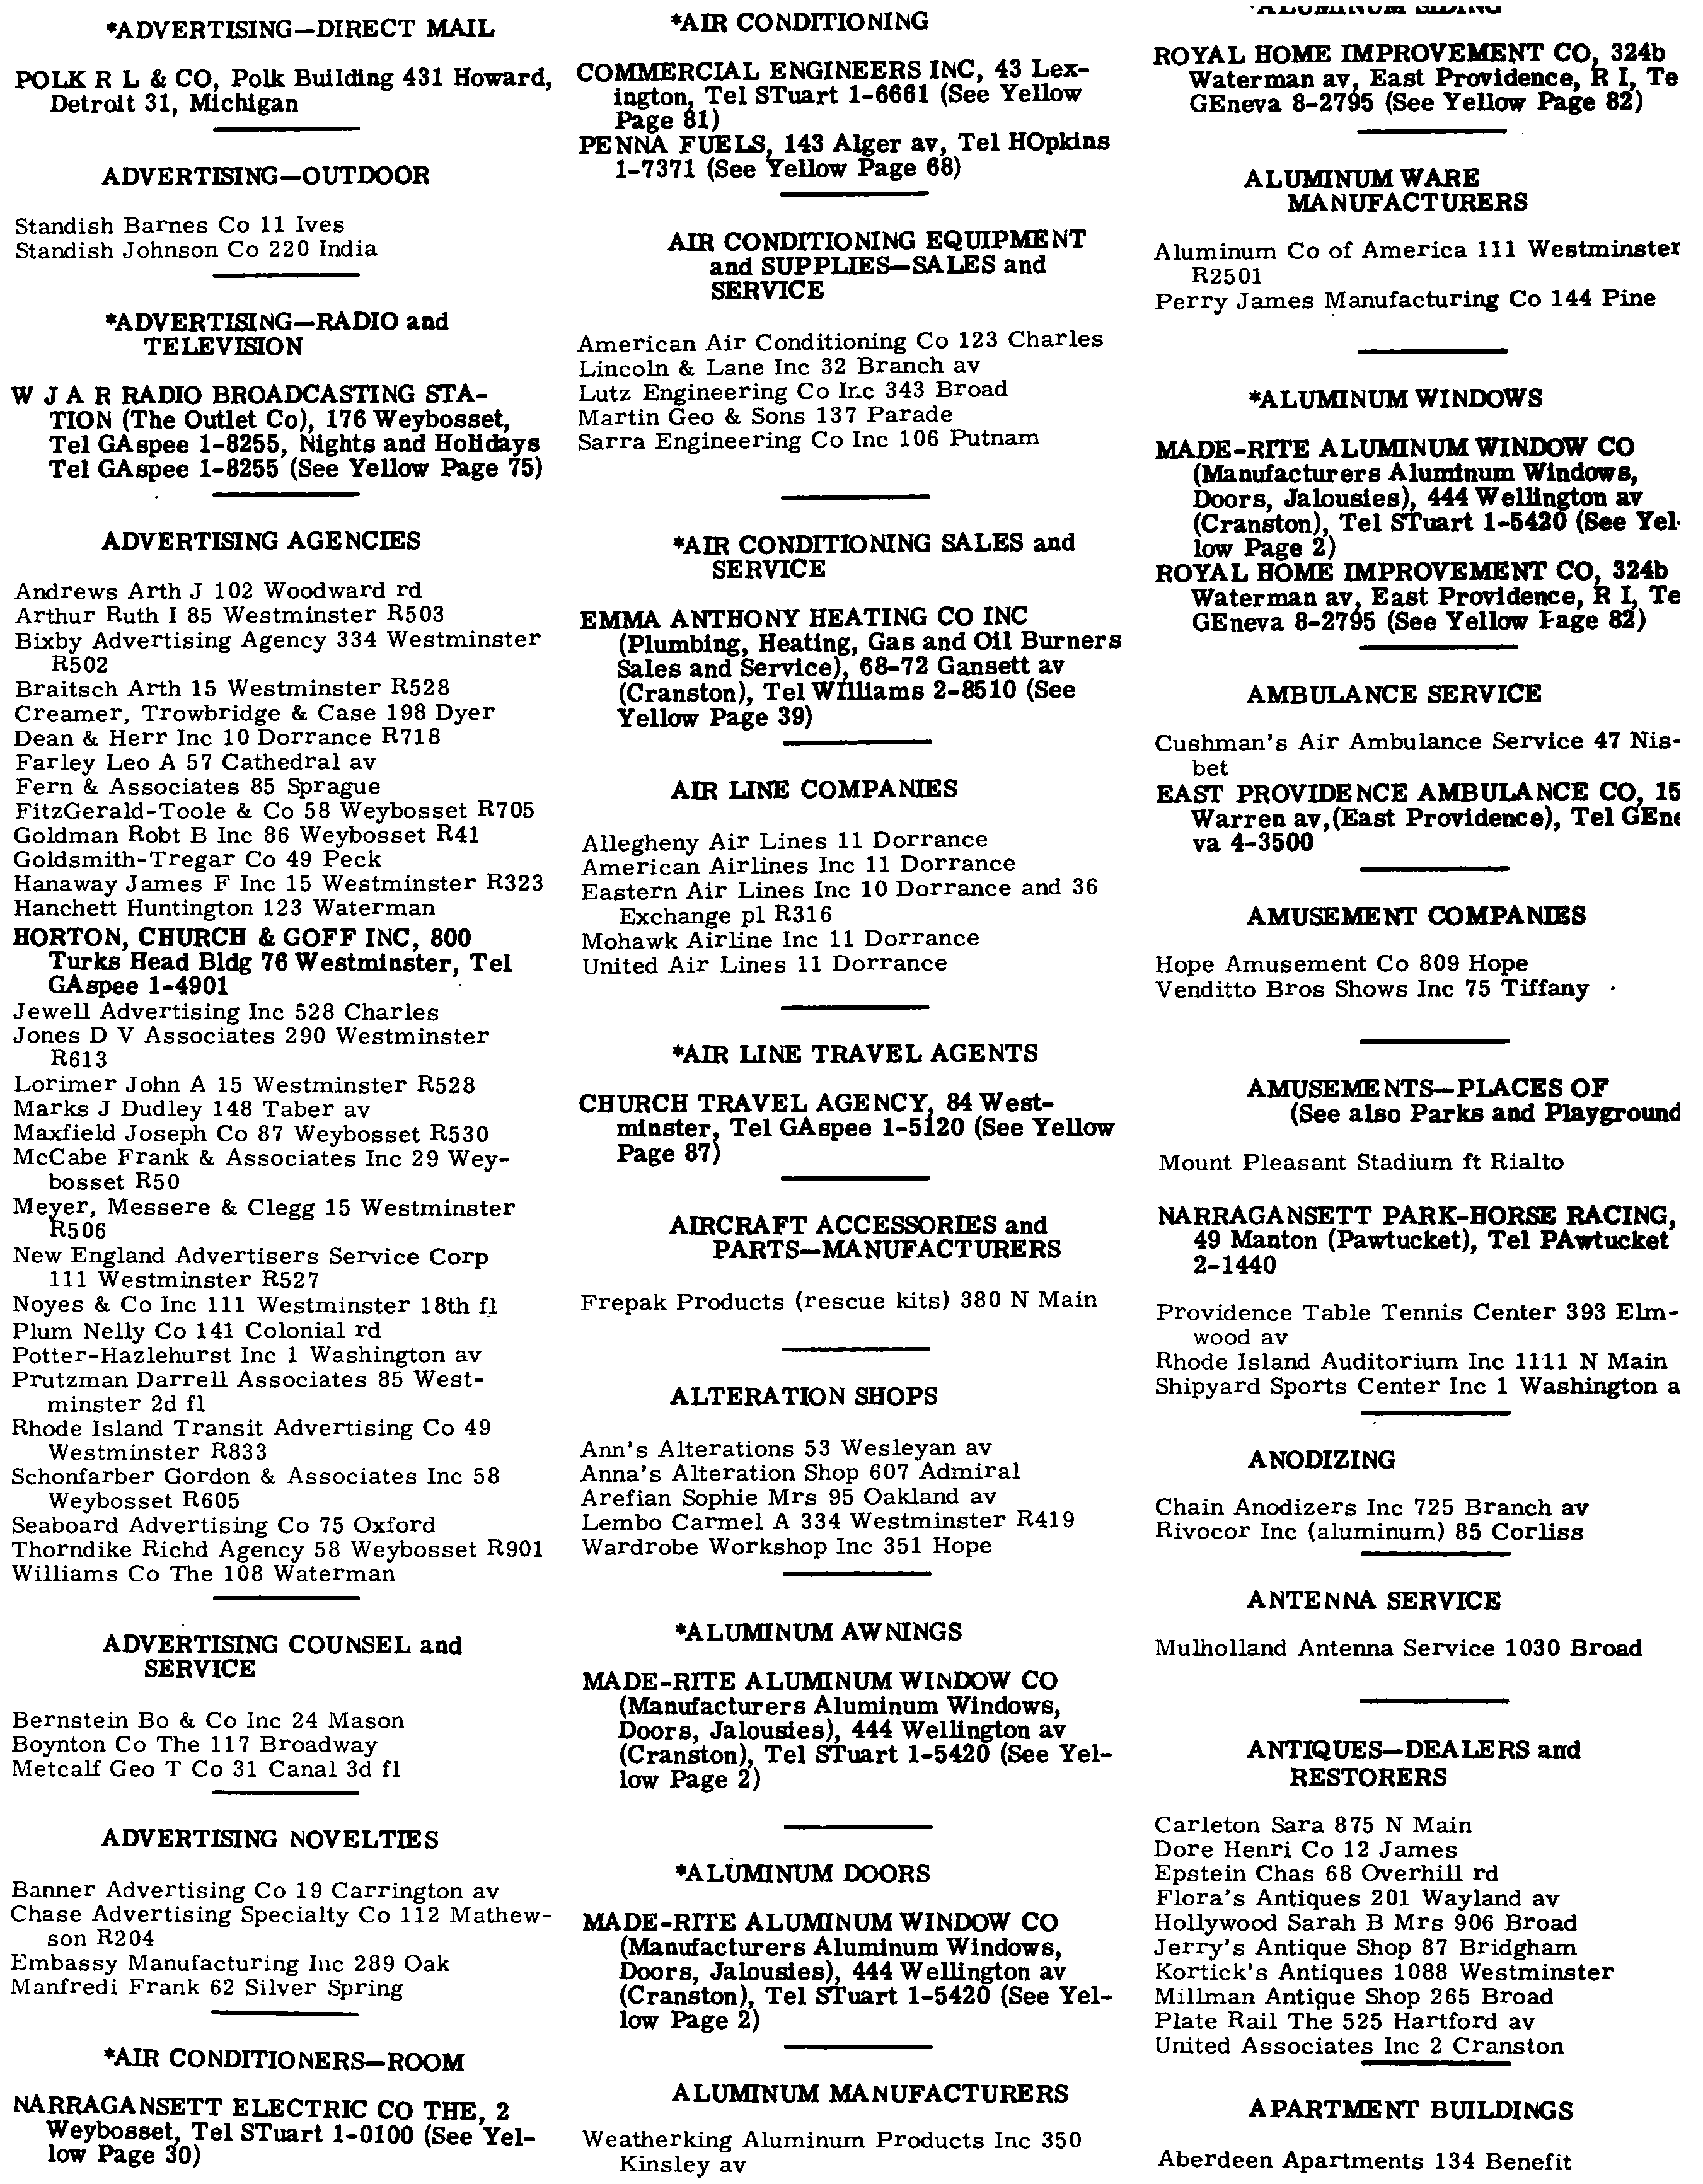 *ADVERTISING—DIRECT MAIL
POLK R L & CO, Polk Building 431 Howard,
Detroit 31, Michigan
ADVERTISING—OUTDOOR
Standish Barnes Co 11 Ives
Standish Johnson Co 220 India
*ADVERTISING—RADIO and
TELEVISION
W J A R RADIO BROADCASTING STA-
TION (The Outlet Co), 176 Weybosset,
Tel GAspee 1-8255, Nights and Holidays
Tel GAspee 1-8255 (See Yellow Page 75)
ADVERTISING AGENCIES
Andrews Arth J 102 Woodward rd
Arthur Ruth I 85 Westminster R503
Bixby Advertising Agency 334 Westminster
R502
Braitsch Arth 15 Westminster R528
Creamer, Trowbridge & Case 198 Dyer
Dean & Herr Inc 10 Dorrance R718
Farley Leo A 57 Cathedral av
Fern & Associates 85 Sprague
FitzGerald-Toole & Co 58 Weybosset R705
Goldman Robt B Inc 86 Weybosset R41
Goldsmith-Tregar Co 49 Peck
Hanaway James F Inc 15 Westminster R323
Hanchett Huntington 123 Waterman
HORTON, CHURCH & GOFF INC, 800
Turks Head Bldg 76 Westminster, Tel
GAspee 1-4901
Jewell Advertising Inc 528 Charles
Jones D V Associates 290 Westminster
R613
Lorimer John A 15 Westminster R528
Marks J Dudley 148 Taber av
Maxfield Joseph Co 87 Weybosset R530
McCabe Frank & Associates Inc 29 Wey-
bosset R50
Meyer, Messere & Clegg 15 Westminster
R506
New England Advertisers Service Corp
111 Westminster R527
Noyes & Co Inc 111 Westminster 18th fl
Plum Nelly Co 141 Colonial rd
Potter-Hazlehurst Inc 1 Washington av
Prutzman Darrell Associates 85 West-
minster 2d fl
Rhode Island Transit Advertising Co 49
Westminster R833
Schonfarber Gordon & Associates Inc 58
Weybosset R605
Seaboard Advertising Co 75 Oxford
Thorndike Richd Agency 58 Weybosset R901
Williams Co The 108 Waterman
ADVERTISING COUNSEL and
SERVICE
Bernstein Bo & Co Inc 24 Mason
Boynton Co The 117 Broadway
Metcalf Geo T Co 31 Canal 3d fl
ADVERTISING NOVELTIES
Banner Advertising Co 19 Carrington av
Chase Advertising Specialty Co 112 Mathew-
son R204
Embassy Manufacturing Inc 289 Oak
Manfredi Frank 62 Silver Spring
*AIR CONDITIONERS—ROOM
NARRAGANSETT ELECTRIC CO THE, 2
Weybosset, Tel STuart 1-0100 (See Yel-
low Page 30)
*AIR CONDITIONING
COMMERCIAL ENGINEERS INC, 43 Lex-
ington, Tel STuart 1-6661 (See Yellow
Page 81)
PENNA FUELS, 143 Alger av, Tel HOpkins
1-7371 (See Yellow Page 68)
AIR CONDITIONING EQUIPMENT
and SUPPLIES—SALES and
SERVICE
American Air Conditioning Co 123 Charles
Lincoln & Lane Inc 32 Branch av
Lutz Engineering Co Inc 343 Broad
Martin Geo & Sons 137 Parade
Sarra Engineering Co Inc 106 Putnam
*AIR CONDITIONING SALES and
SERVICE
EMMA ANTHONY HEATING CO INC
(Plumbing, Heating, Gas and Oil Burners
Sales and Service), 68-72 Gansett av
(Cranston), Tel WIlliams 2-8510 (See
Yellow Page 39)
AIR LINE COMPANIES
Allegheny Air Lines 11 Dorrance
American Airlines Inc 11 Dorrance
Eastern Air Lines Inc 10 Dorrance and 36
Exchange pl R316
Mohawk Airline Inc 11 Dorrance
United Air Lines 11 Dorrance
*AIR LINE TRAVEL AGENTS
CHURCH TRAVEL AGENCY, 84 West-
minster, Tel GAspee 1-5120 (See Yellow
Page 87)
AIRCRAFT ACCESSORIES and
PARTS—MANUFACTURERS
Frepak Products (rescue kits) 380 N Main
ALTERATION SHOPS
Ann's Alterations 53 Wesleyan av
Anna's Alteration Shop 607 Admiral
Arefian Sophie Mrs 95 Oakland av
Lembo Carmel A 334 Westminster R419
Wardrobe Workshop Inc 351 Hope
*ALUMINUM AWNINGS
MADE-RITE ALUMINUM WINDOW CO
(Manufacturers Aluminum Windows,
Doors, Jalousies), 444 Wellington av
(Cranston), Tel STuart 1-5420 (See Yel-
low Page 2)
*ALUMINUM DOORS
MADE-RITE ALUMINUM WINDOW CO
(Manufacturers Aluminum Windows,
Doors, Jalousies), 444 Wellington av
(Cranston), Tel STuart 1-5420 (See Yel-
low Page 2)
ALUMINUM MANUFACTURERS
Weatherking Aluminum Products Inc 350
Kinsley av
*ALUMINUM SIDING
ROYAL HOME IMPROVEMENT CO, 324b
Waterman av, East Providence, R I, Te
GEneva 8-2795 (See Yellow Page 82)
ALUMINUM WARE
MANUFACTURERS
Aluminum Co of America 111 Westminster
R2501
Perry James Manufacturing Co 144 Pine
*ALUMINUM WINDOWS
MADE-RITE ALUMINUM WINDOW CO
(Manufacturers Aluminum Windows,
Doors, Jalousies), 444 Wellington av
(Cranston), Tel STuart 1-5420 (See Yel-
low Page 2)
ROYAL HOME IMPROVEMENT CO, 324b
Waterman av, East Providence, R I, Te
GEneva 8-2795 (See Yellow Page 82)
AMBULANCE SERVICE
Cushman's Air Ambulance Service 47 Nis-
bet
EAST PROVIDENCE AMBULANCE CO, 15
Warren av, (East Providence), Tel GEne
va 4-3500
AMUSEMENT COMPANIES
Hope Amusement Co 809 Hope
Venditto Bros Shows Inc 75 Tiffany
AMUSEMENTS—PLACES OF
(See also Parks and Playground
Mount Pleasant Stadium ft Rialto
NARRAGANSETT PARK-HORSE RACING,
49 Manton (Pawtucket), Tel PAwtucket
2-1440
Providence Table Tennis Center 393 Elm-
wood av
Rhode Island Auditorium Inc 1111 N Main
Shipyard Sports Center Inc 1 Washington a
ANODIZING
Chain Anodizers Inc 725 Branch av
Rivocor Inc (aluminum) 85 Corliss
ANTENNA SERVICE
Mulholland Antenna Service 1030 Broad
ANTIQUES—DEALERS and
RESTORERS
Carleton Sara 875 N Main
Dore Henri Co 12 James
Epstein Chas 68 Overhill rd
Flora's Antiques 201 Wayland av
Hollywood Sarah B Mrs 906 Broad
Jerry's Antique Shop 87 Bridgham
Kortick's Antiques 1088 Westminster
Millman Antique Shop 265 Broad
Plate Rail The 525 Hartford av
United Associates Inc 2 Cranston
APARTMENT BUILDINGS
Aberdeen Apartments 134 Benefit